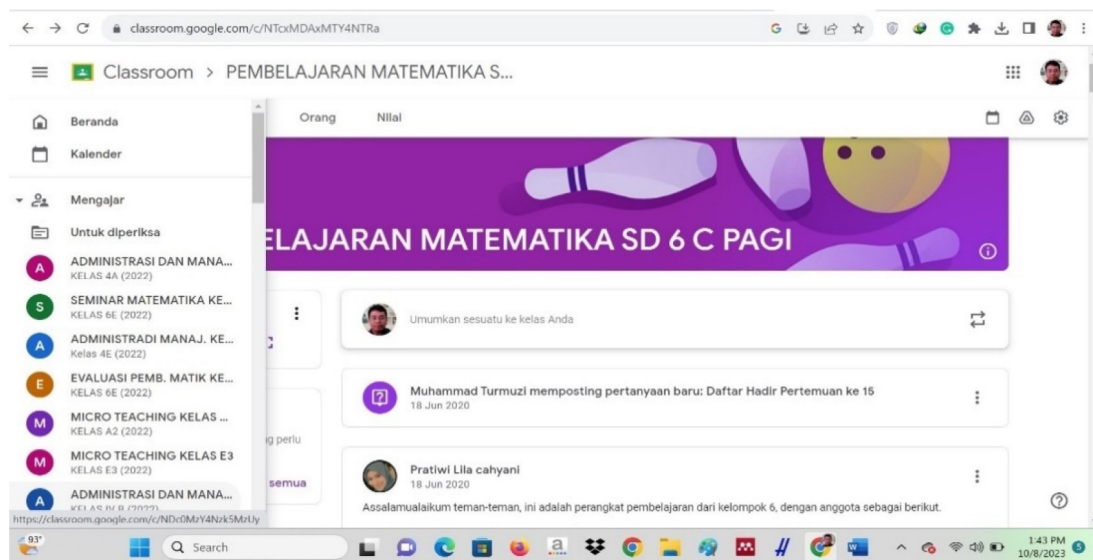 classroom.google.com/c/NTcxMDAxMTY4NTRa
Classroom > PEMBELAJARAN MATEMATIKA S...
Beranda
Kalender
Mengajar
Untuk diperiksa
A ADMINISTRASI DAN MANA...
KELAS 4A (2022)
S SEMINAR MATEMATIKA KE...
KELAS 6E (2022)
A ADMINISTRADI MANAJ. KE...
Kelas 4E (2022)
E EVALUASI PEMB. MATIK KE...
KELAS 6E (2022)
M MICRO TEACHING KELAS ...
KELAS A2 (2022)
M MICRO TEACHING KELAS E3
KELAS E3 (2022)
A ADMINISTRASI DAN MANA...
KELAS IV B (2022)
https://classroom.google.com/c/NDc0MzY4Nzk5MzUy
Orang Nilai
ELAJARAN MATEMATIKA SD 6 C PAGI
g perlu
semua
Umumkan sesuatu ke kelas Anda
Muhammad Turmuzi memposting pertanyaan baru: Daftar Hadir Pertemuan ke 15
18 Jun 2020
Pratiwi Lila cahyani
18 Jun 2020
Assalamualaikum teman-teman, ini adalah perangkat pembelajaran dari kelompok 6, dengan anggota sebagai berikut.
93°
Search
1:43 PM
10/8/2023
5